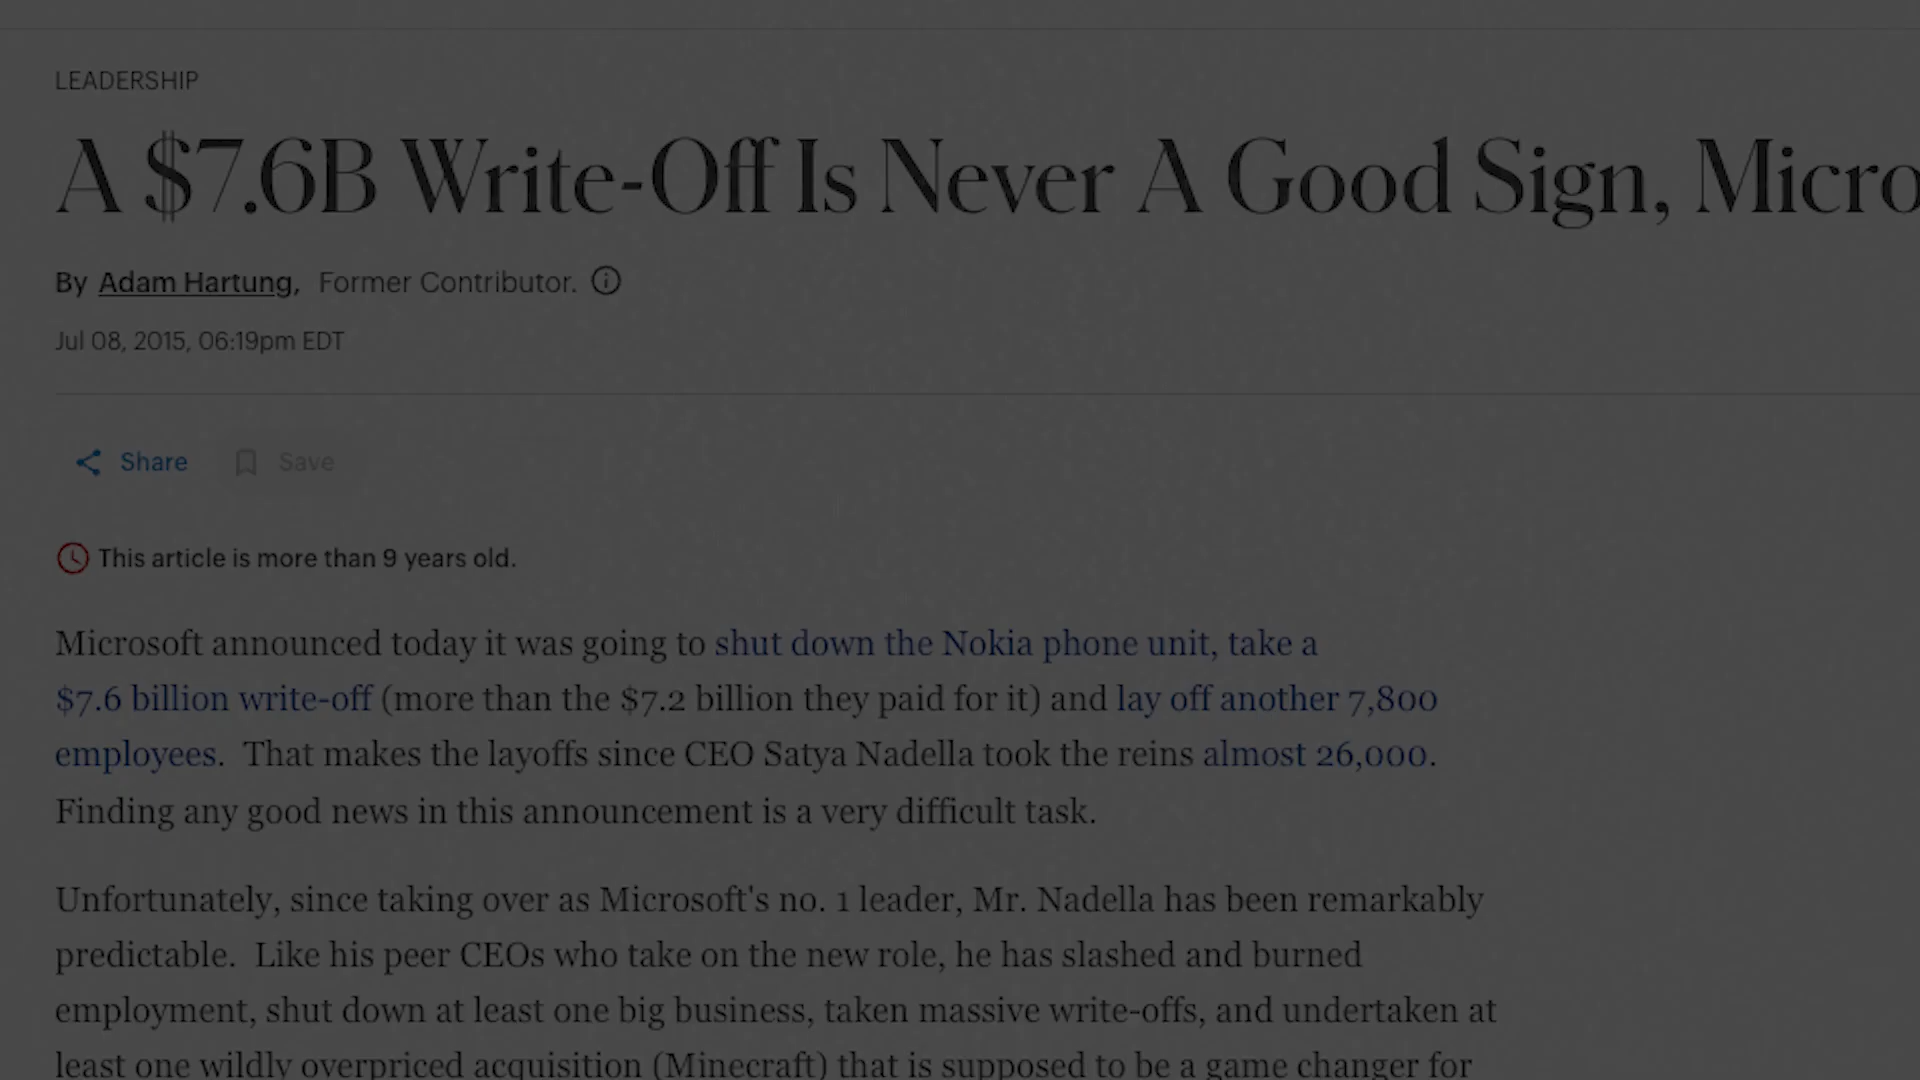 LEADERSHIP
A $7.6B Write-Off Is Never A Good Sign, Micro
By Adam Hartung, Former Contributor.
Jul 08, 2015, 06:19pm EDT
Share Save
This article is more than 9 years old.
Microsoft announced today it was going to shut down the Nokia phone unit, take a
$7.6 billion write-off (more than the $7.2 billion they paid for it) and lay off another 7,800
employees.  That makes the layoffs since CEO Satya Nadella took the reins almost 26,000.
Finding any good news in this announcement is a very difficult task.
Unfortunately, since taking over as Microsoft's no. 1 leader, Mr. Nadella has been remarkably
predictable.  Like his peer CEOs who take on the new role, he has slashed and burned
employment, shut down at least one big business, taken massive write-offs, and undertaken at
least one wildly overpriced acquisition (Minecraft) that is supposed to be a game changer for